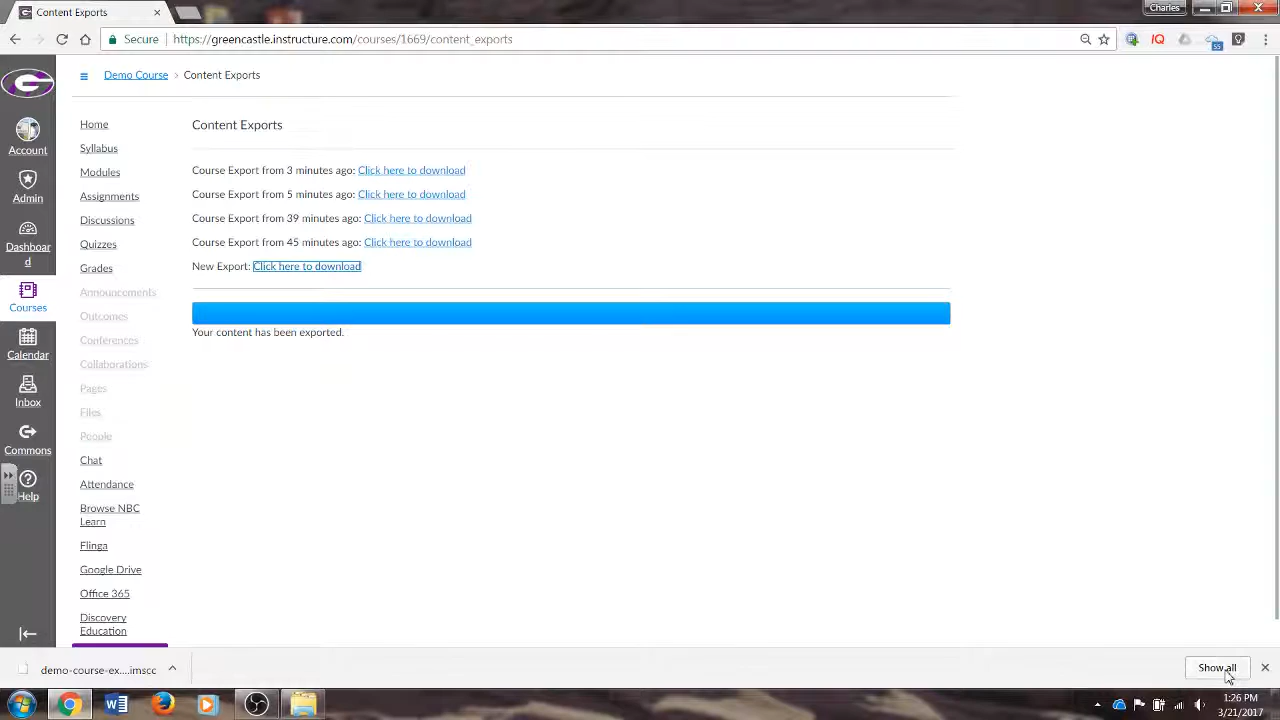 Content Exports
Charles
Secure
https://greencastle.instructure.com/courses/1669/content_exports
IQ
55
G
Demo Course > Content Exports
Account
Admin
Dashboar
d
Courses
Calendar
Inbox
Commons
Help
Home
Syllabus
Modules
Assignments
Discussions
Quizzes
Grades
Announcements
Outcomes
Conferences
Collaborations
Pages
Files
People
Chat
Attendance
Browse NBC
Learn
Flinga
Google Drive
Office 365
Discovery
Education
Content Exports
Course Export from 3 minutes ago: Click here to download
Course Export from 5 minutes ago: Click here to download
Course Export from 39 minutes ago: Click here to download
Course Export from 45 minutes ago: Click here to download
New Export: Click here to download
Your content has been exported.
demo-course-ex....imscc
Show all
1:26 PM
3/21/2017